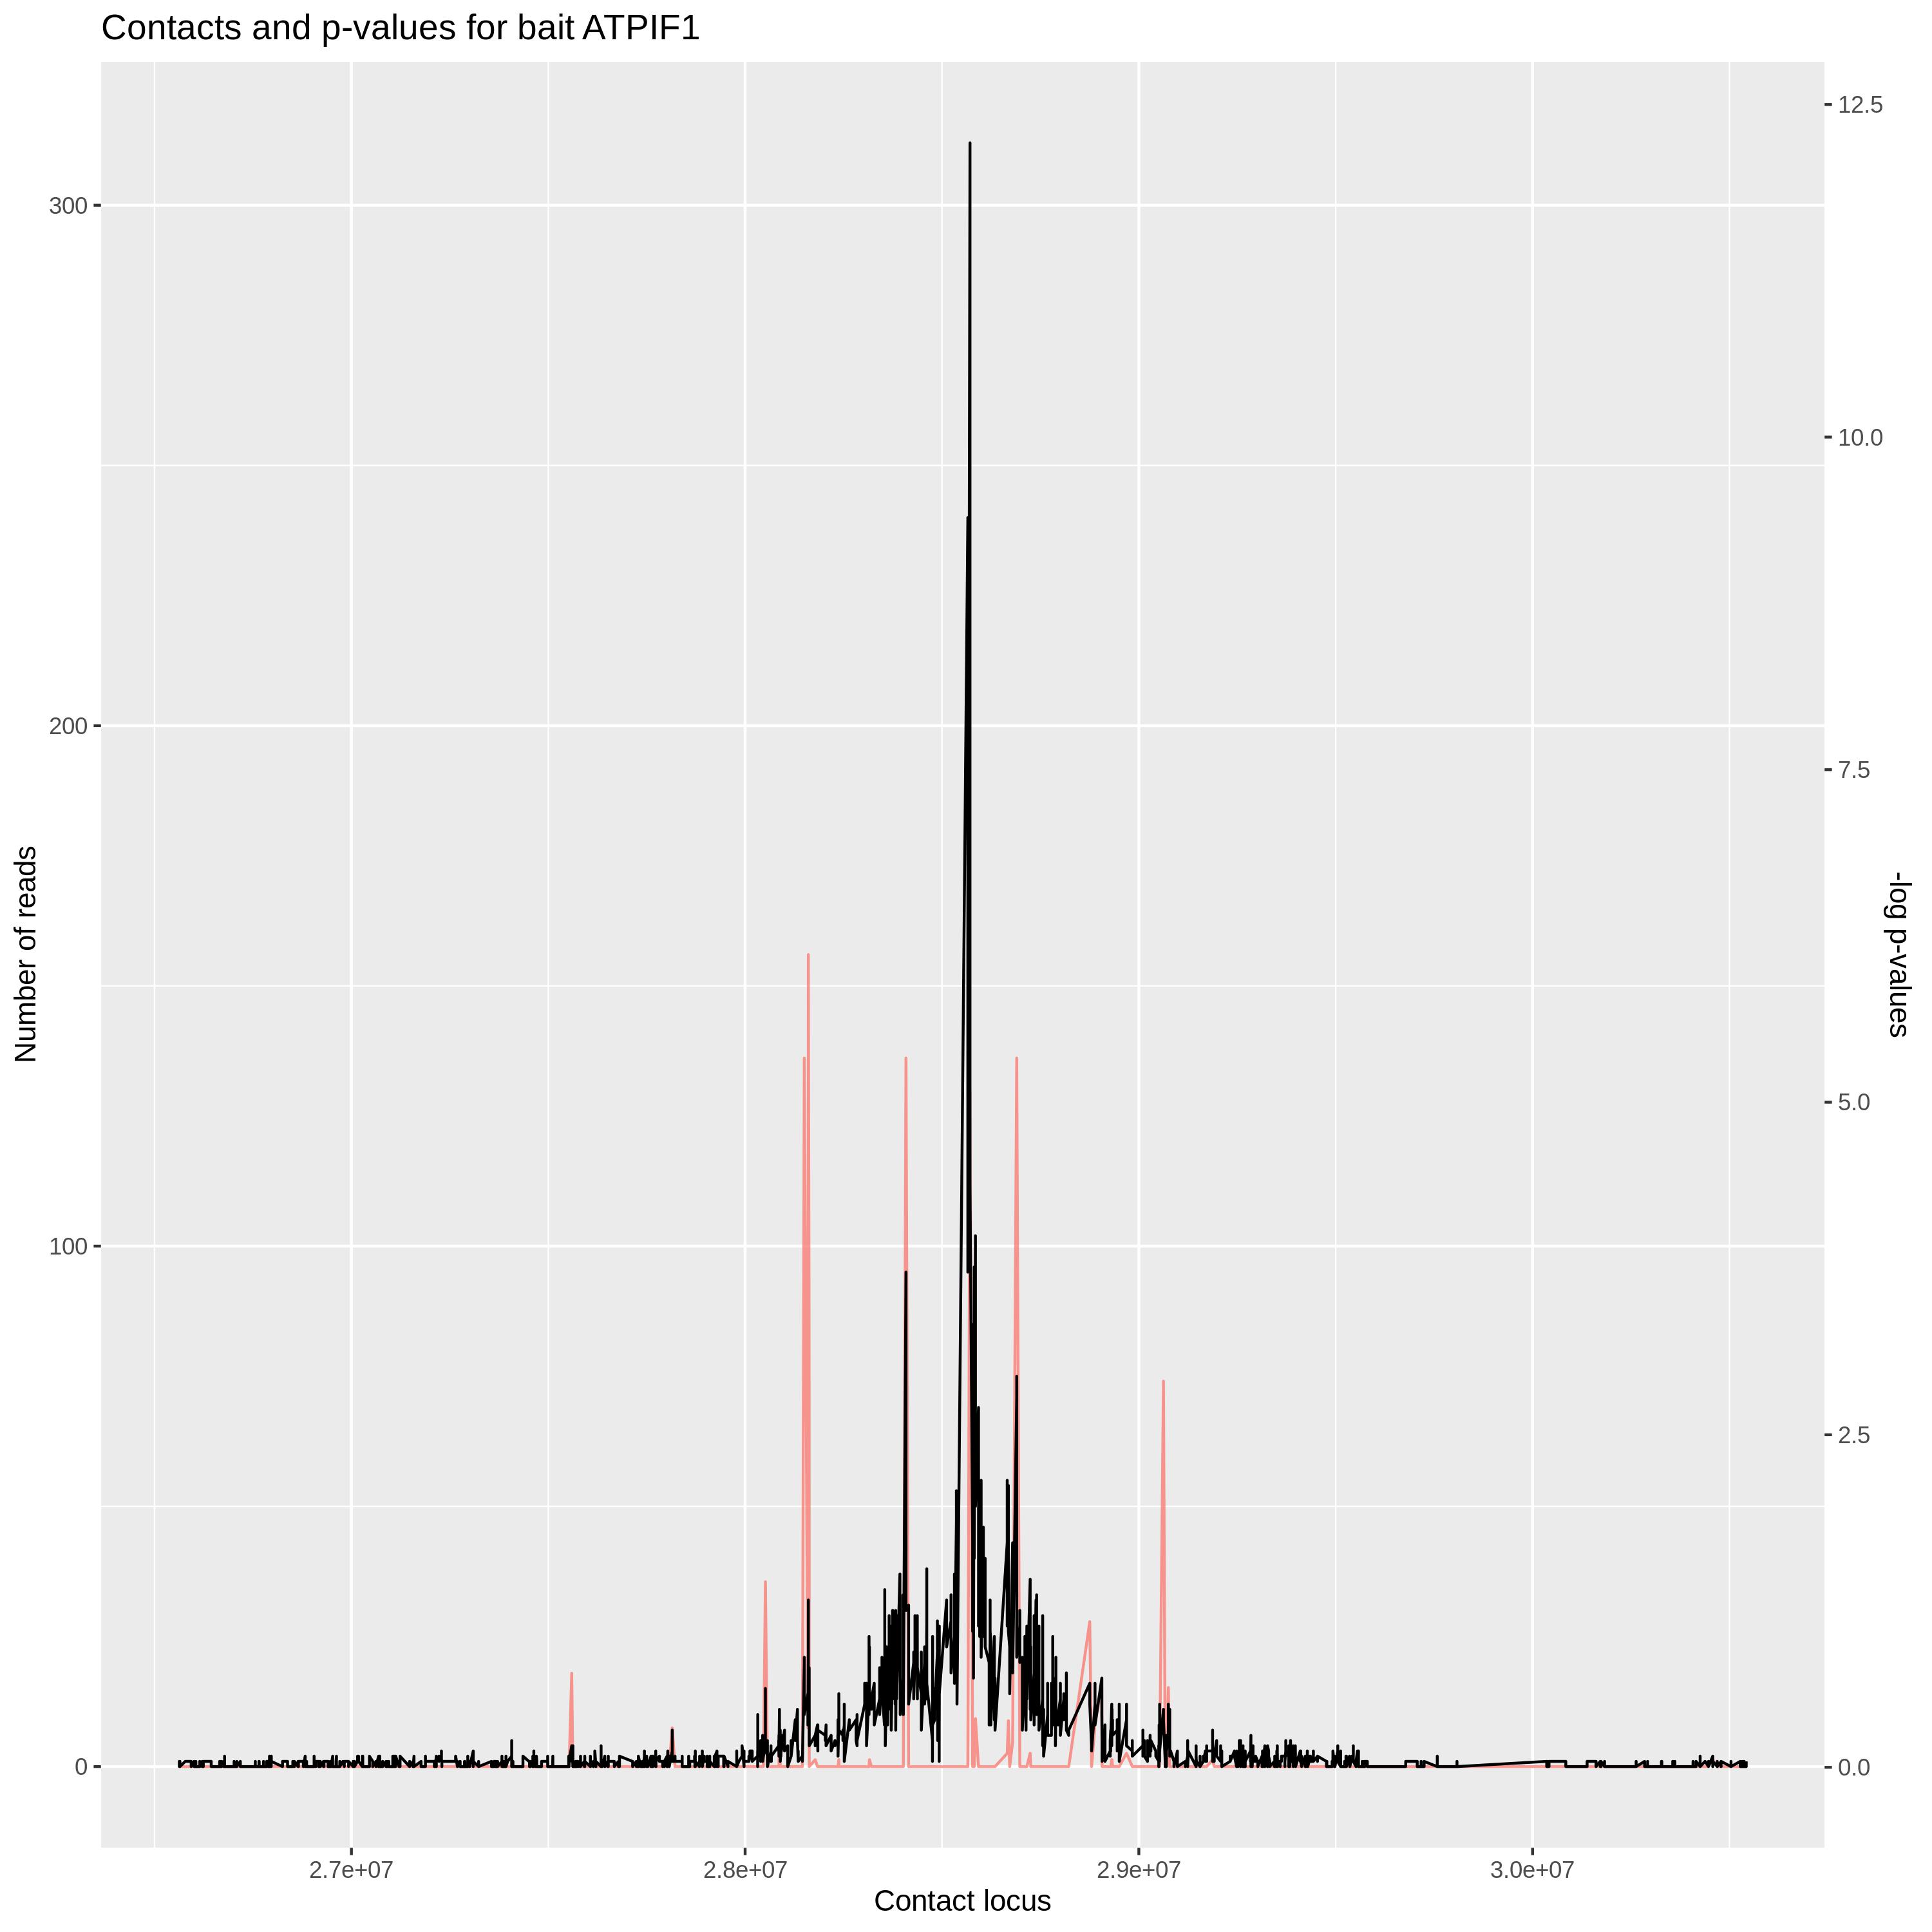 Contacts and p-values for bait ATPIF1
Number of reads
300
200
100
0
12.5
10.0
7.5
5.0
2.5
0.0
-log p-values
2.7e+07
2.8e+07
2.9e+07
3.0e+07
Contact locus